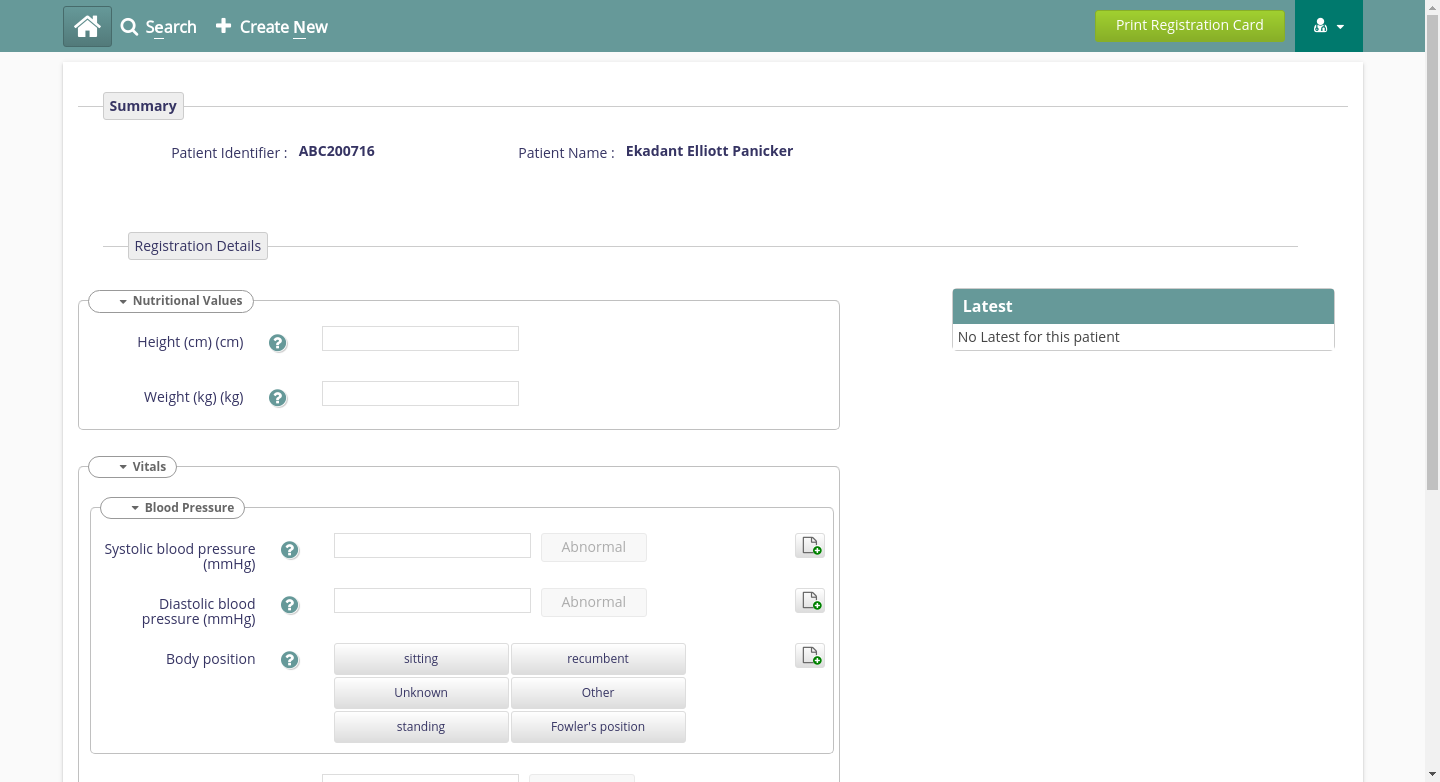 Search
Create New
Print Registration Card
Summary
Patient Identifier : ABC200716
Patient Name : Ekadant Elliott Panicker
Registration Details
Nutritional Values
Height (cm) (cm)
?
Weight (kg) (kg)
?
Latest
No Latest for this patient
Vitals
Blood Pressure
Systolic blood pressure
(mmHg)
?
Abnormal
Diastolic blood
pressure (mmHg)
?
Abnormal
Body position
?
sitting
recumbent
Unknown
Other
standing
Fowler's position